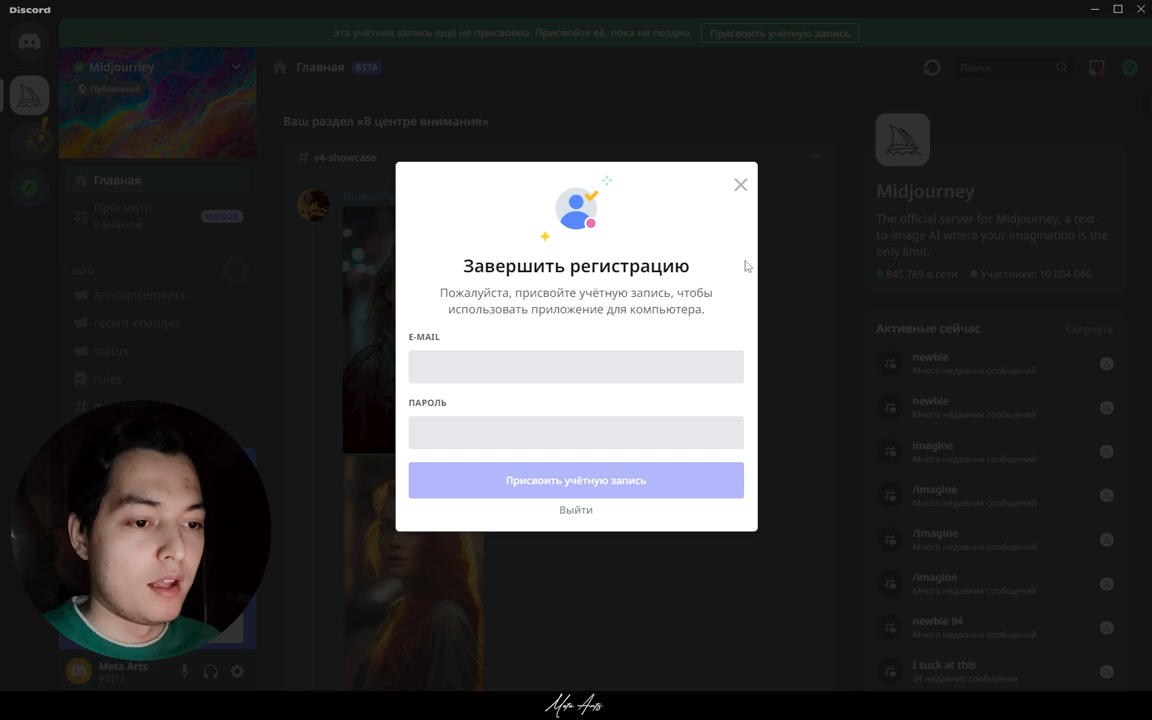 Discord
Эта учётная запись ещё не присвоена. Присвойте её, пока не поздно.
Присвоить учётную запись
Midjourney
Публичный
Главная
BETA
Поиск
Главная
Просмотр
каналов
НОВОЕ
INFO
announcements
recent-changes
status
rules
Meta Arts
#0313
Ваш раздел «В центре внимания»
v4-showcase
Завершить регистрацию
Пожалуйста, присвойте учётную запись, чтобы
использовать приложение для компьютера.
E-MAIL
ПАРОЛЬ
Присвоить учётную запись
Выйти
Midjourney
The official server for Midjourney, a text-
to-image AI where your imagination is the
only limit.
845 769 в сети
Участники: 10 804 046
Активные сейчас
Свернуть
newbie
Много недавних сообщений
newbie
Много недавних сообщений
imagine
Много недавних сообщений
/imagine
Много недавних сообщений
/Imagine
Много недавних сообщений
/imagine
Много недавних сообщений
newbie 94
Много недавних сообщений
I suck at this
24 недавних сообщения
Meta Arts